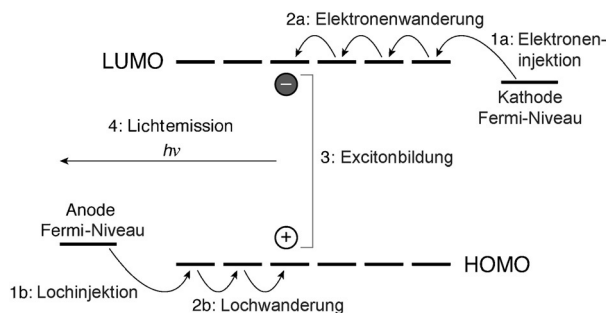 2a: Elektronenwanderung
1a: Elektronen-
injektion
LUMO
−
Kathode
Fermi-Niveau
4: Lichtemission
hν
3: Excitonbildung
Anode
Fermi-Niveau
+
HOMO
1b: Lochinjektion
2b: Lochwanderung